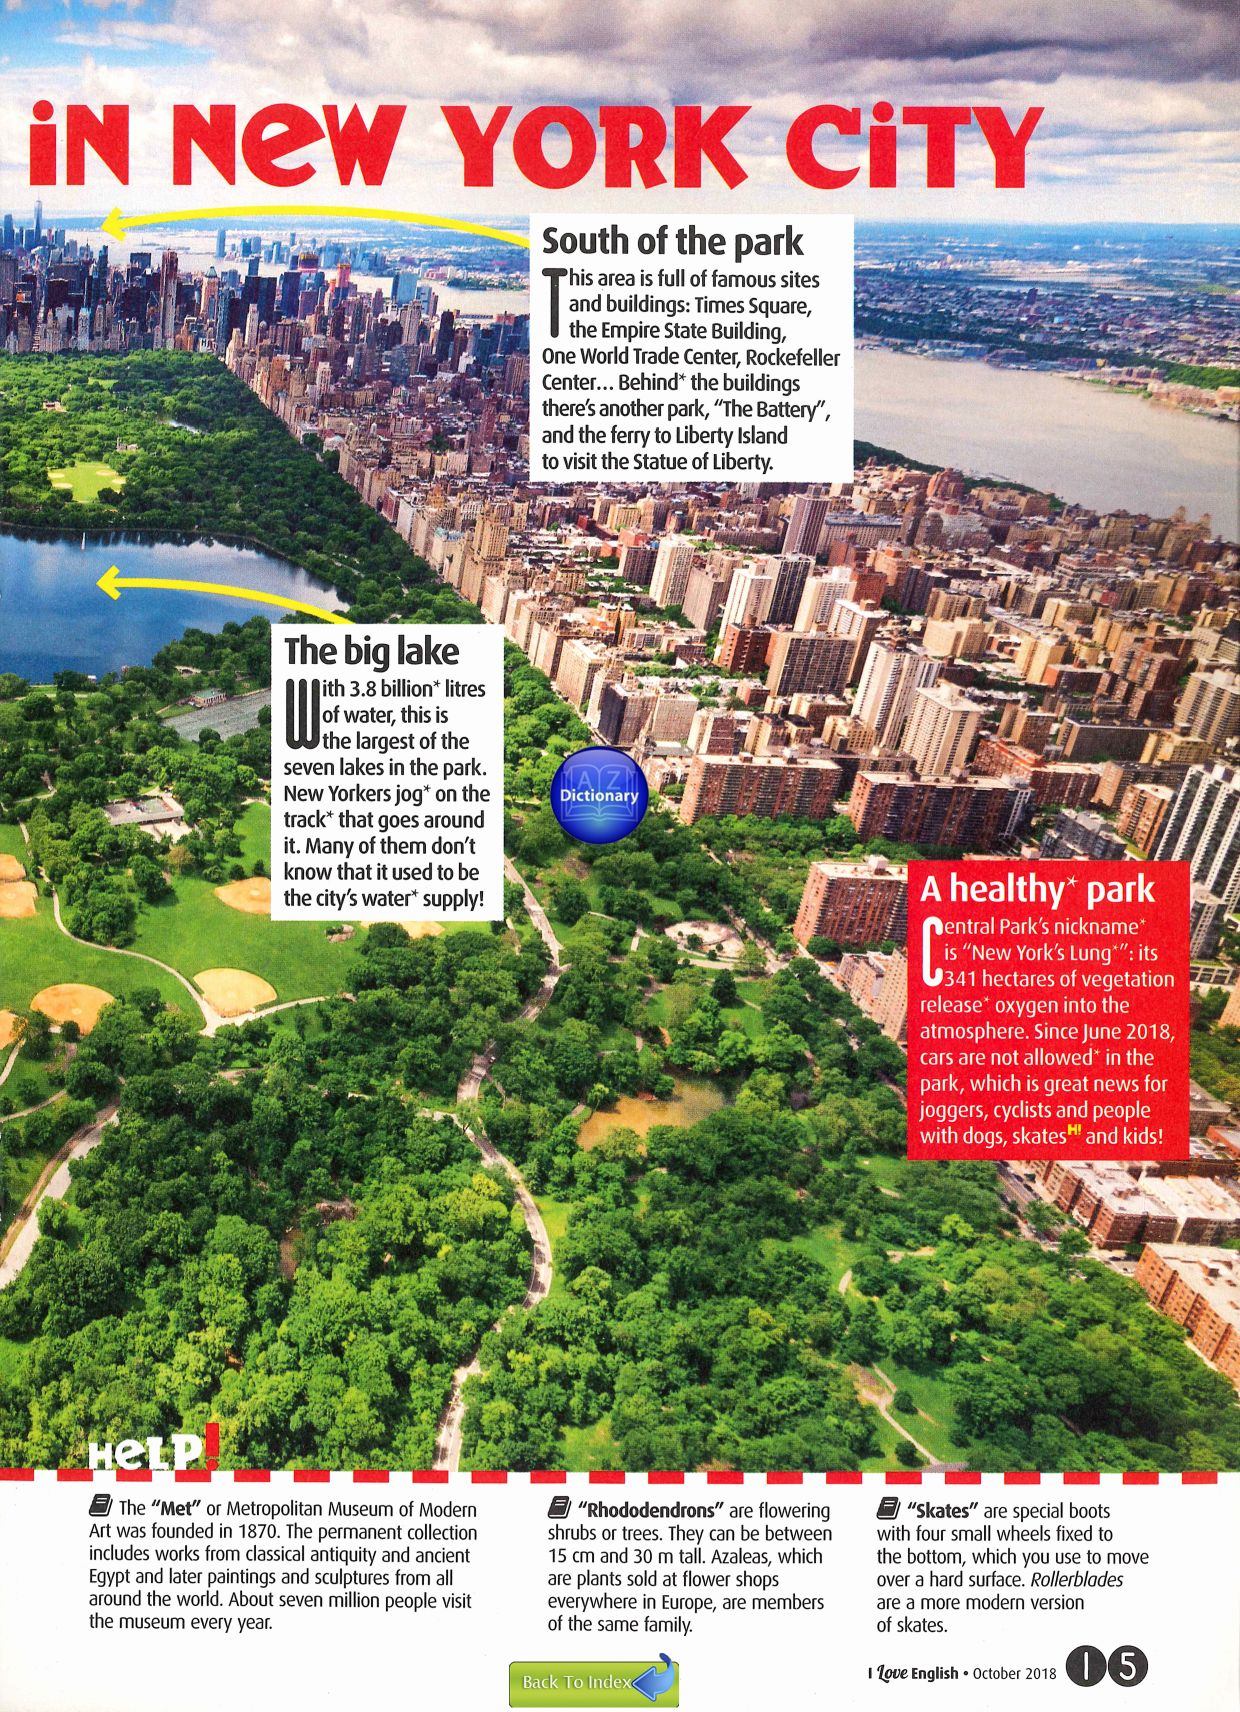 iN NeW YORK CiTY
South of the park
This area is full of famous sites
and buildings: Times Square,
the Empire State Building,
One World Trade Center, Rockefeller
Center... Behind* the buildings
there's another park, "The Battery",
and the ferry to Liberty Island
to visit the Statue of Liberty.
The big lake
With 3.8 billion* litres
of water, this is
the largest of the
seven lakes in the park.
New Yorkers jog* on the
track* that goes around
it. Many of them don't
know that it used to be
the city's water* supply!
A Z
Dictionary
A healthy* park
Central Park's nickname*
is "New York's Lung*": its
341 hectares of vegetation
release* oxygen into the
atmosphere. Since June 2018,
cars are not allowed* in the
park, which is great news for
joggers, cyclists and people
with dogs, skatesH! and kids!
HeLP!
The "Met" or Metropolitan Museum of Modern
Art was founded in 1870. The permanent collection
includes works from classical antiquity and ancient
Egypt and later paintings and sculptures from all
around the world. About seven million people visit
the museum every year.
"Rhododendrons" are flowering
shrubs or trees. They can be between
15 cm and 30 m tall. Azaleas, which
are plants sold at flower shops
everywhere in Europe, are members
of the same family.
"Skates" are special boots
with four small wheels fixed to
the bottom, which you use to move
over a hard surface. Rollerblades
are a more modern version
of skates.
Back To Index
I Love English • October 2018 15